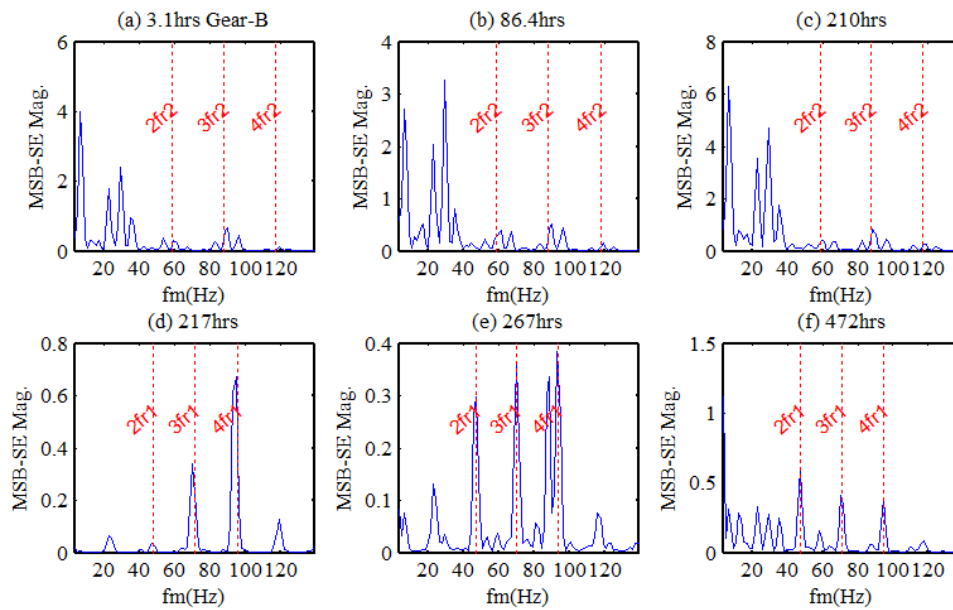 (a) 3.1hrs Gear-B
(b) 86.4hrs
(c) 210hrs
MSB-SE Mag.
6
4
2
0
2fr2
3fr2
4fr2
20 40 60 80 100 120
fm(Hz)
MSB-SE Mag.
4
3
2
1
0
2fr2
3fr2
4fr2
20 40 60 80 100 120
fm(Hz)
MSB-SE Mag.
8
6
4
2
0
2fr2
3fr2
4fr2
20 40 60 80 100 120
fm(Hz)
(d) 217hrs
(e) 267hrs
(f) 472hrs
MSB-SE Mag.
0.8
0.6
0.4
0.2
0
2fr1
3fr1
4fr1
20 40 60 80 100 120
fm(Hz)
MSB-SE Mag.
0.4
0.3
0.2
0.1
0
2fr1
3fr1
4fr1
20 40 60 80 100 120
fm(Hz)
MSB-SE Mag.
1.5
1
0.5
0
2fr1
3fr1
4fr1
20 40 60 80 100 120
fm(Hz)